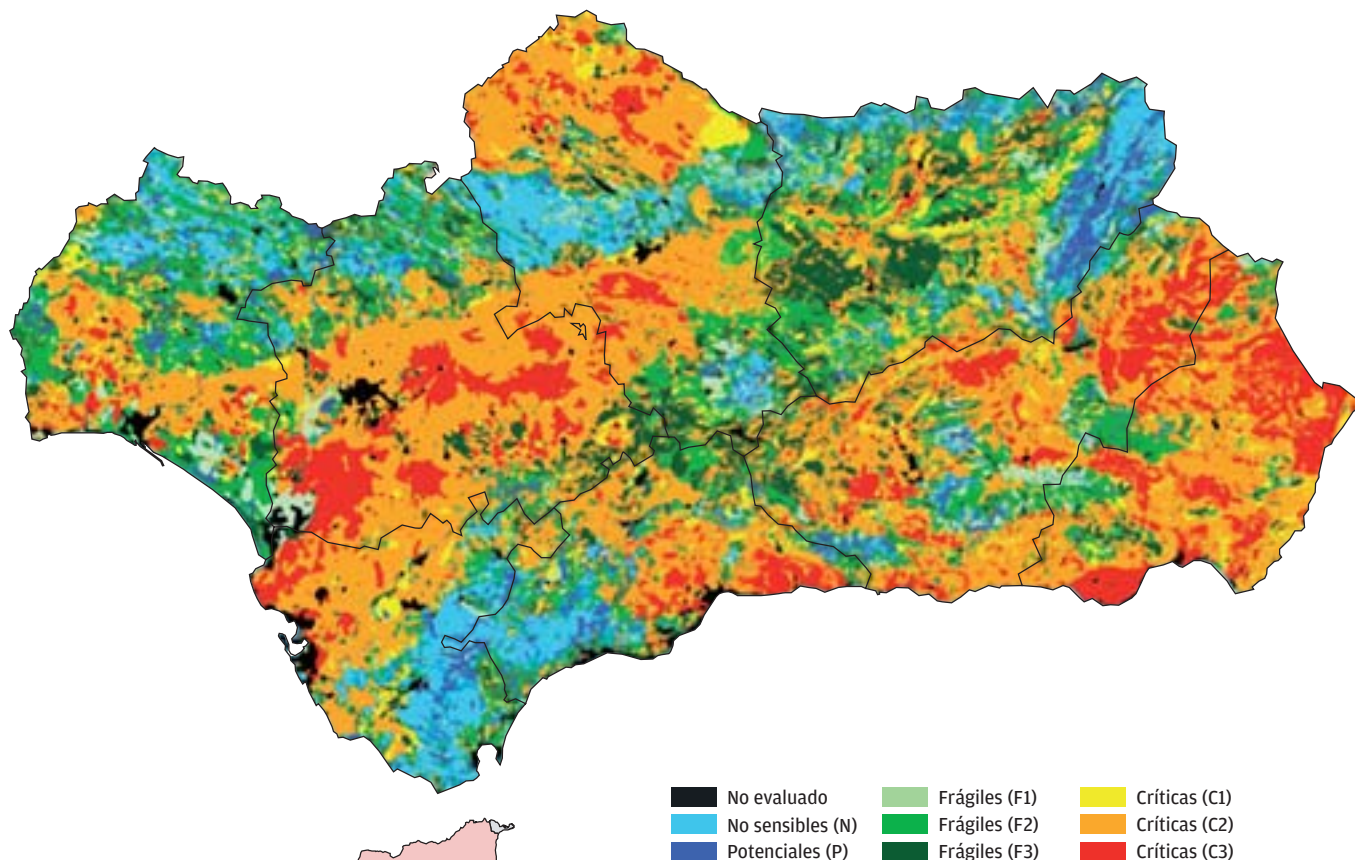 No evaluado
No sensibles (N)
Potenciales (P)
Frágiles (F1)
Frágiles (F2)
Frágiles (F3)
Críticas (C1)
Críticas (C2)
Críticas (C3)